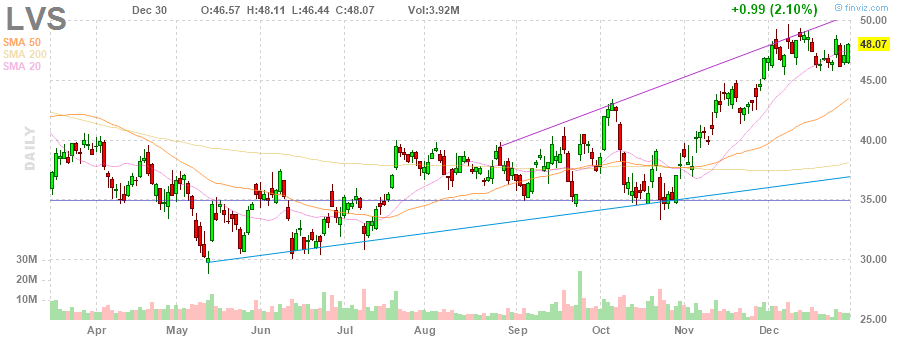 LVS Dec 30 O:46.57 H:48.11 L:46.44 C:48.07 Vol:3.92M +0.99 (2.10%) finviz.com
SMA 50
SMA 200
SMA 20
DAILY
50.00
48.07
45.00
40.00
35.00
30.00
25.00
30M
20M
10M
Apr May Jun Jul Aug Sep Oct Nov Dec